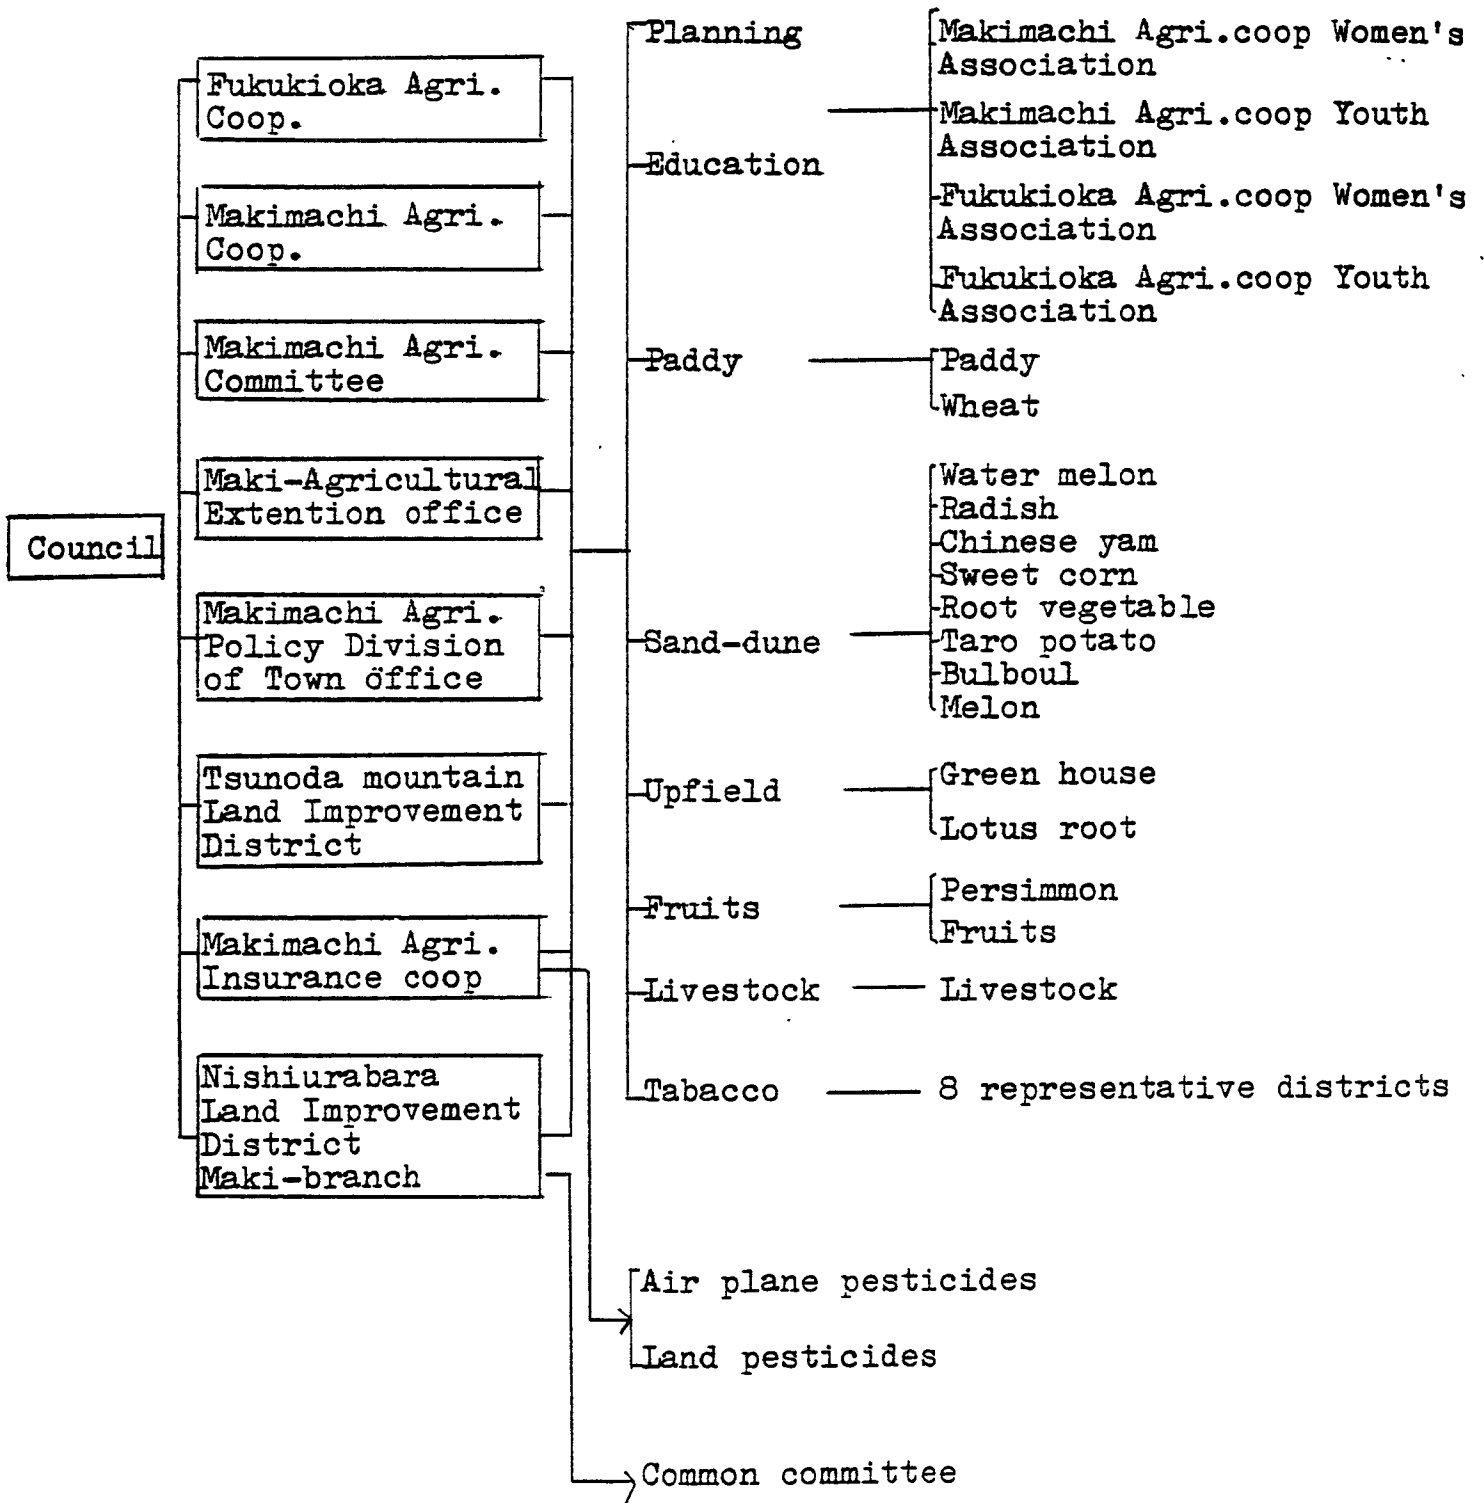 Council
Fukukioka Agri.
Coop.
Makimachi Agri.
Coop.
Makimachi Agri.
Committee
Maki-Agricultural
Extention office
Makimachi Agri.
Policy Division
of Town office
Tsunoda mountain
Land Improvement
District
Makimachi Agri.
Insurance coop
Nishiurabara
Land Improvement
District
Maki-branch
Planning
Education
Paddy
Sand-dune
Upfield
Fruits
Livestock
Tabacco
Makimachi Agri.coop Women's
Association
Makimachi Agri.coop Youth
Association
Fukukioka Agri.coop Women's
Association
Fukukioka Agri.coop Youth
Association
Paddy
Wheat
Water melon
Radish
Chinese yam
Sweet corn
Root vegetable
Taro potato
Bulboul
Melon
Green house
Lotus root
Persimmon
Fruits
Livestock
8 representative districts
Air plane pesticides
Land pesticides
Common committee